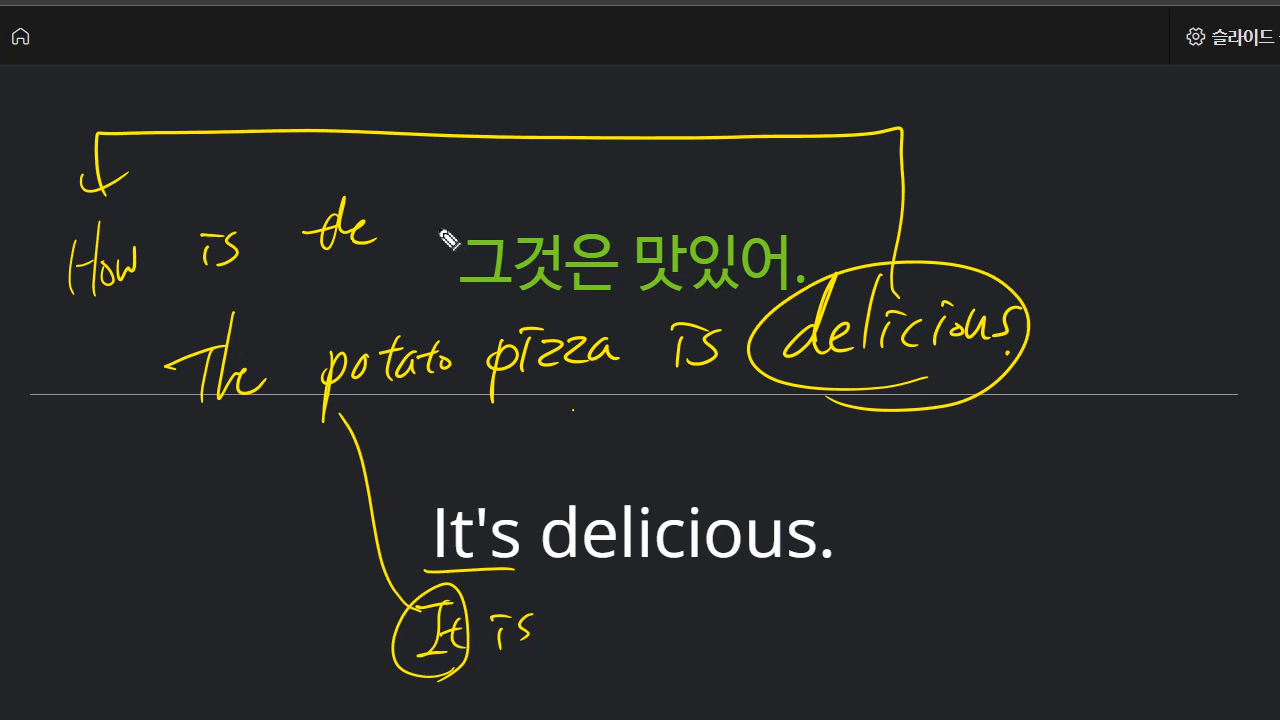 슬라이드
How is the
그것은 맛있어.
The potato pizza is delicious.
It's delicious.
It is